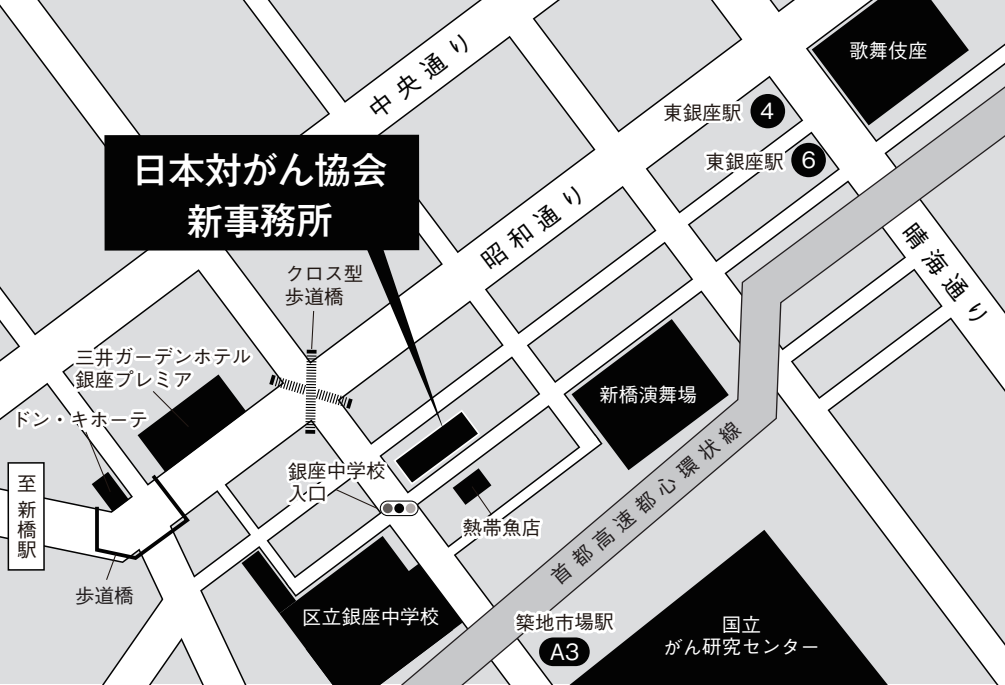 中央通り
歌舞伎座
東銀座駅 4
東銀座駅 6
日本対がん協会
新事務所
昭和通り
晴海通り
クロス型
歩道橋
三井ガーデンホテル
銀座プレミア
ドン・キホーテ
新橋演舞場
至 新橋駅
銀座中学校
入口
熱帯魚店
首都高速都心環状線
歩道橋
区立銀座中学校
築地市場駅
A3
国立
がん研究センター